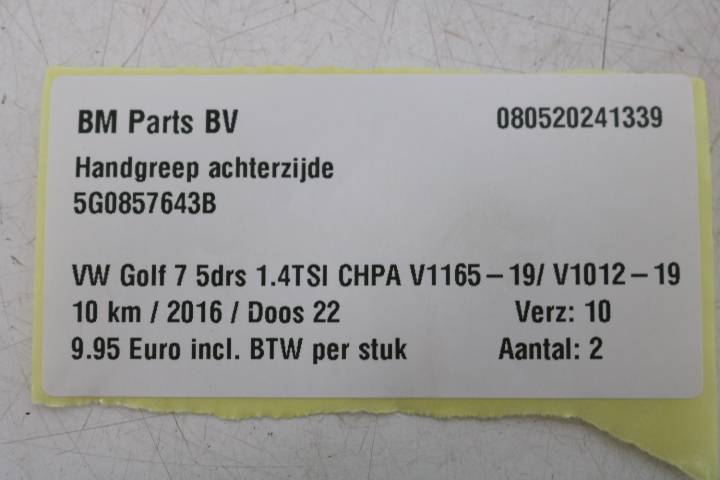 BM Parts BV 080520241339
Handgreep achterzijde
5G0857643B
VW Golf 7 5drs 1.4TSI CHPA V1165-19/ V1012-19
10 km / 2016 / Doos 22 Verz: 10
9.95 Euro incl. BTW per stuk Aantal: 2